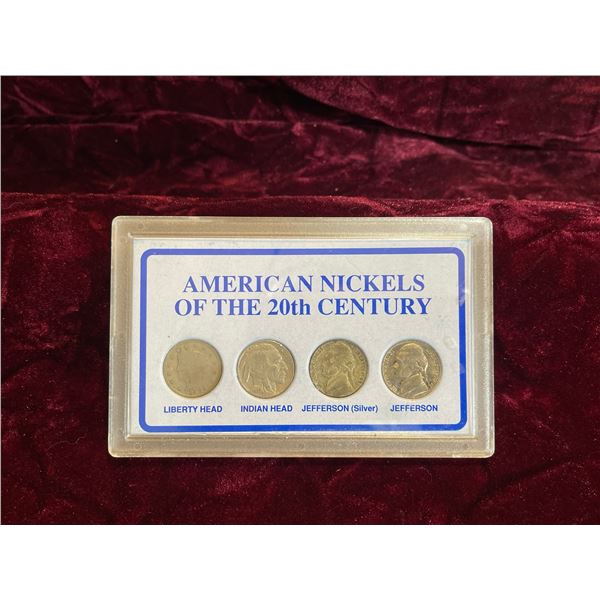 AMERICAN NICKELS
OF THE 20th CENTURY
LIBERTY HEAD INDIAN HEAD JEFFERSON (Silver) JEFFERSON